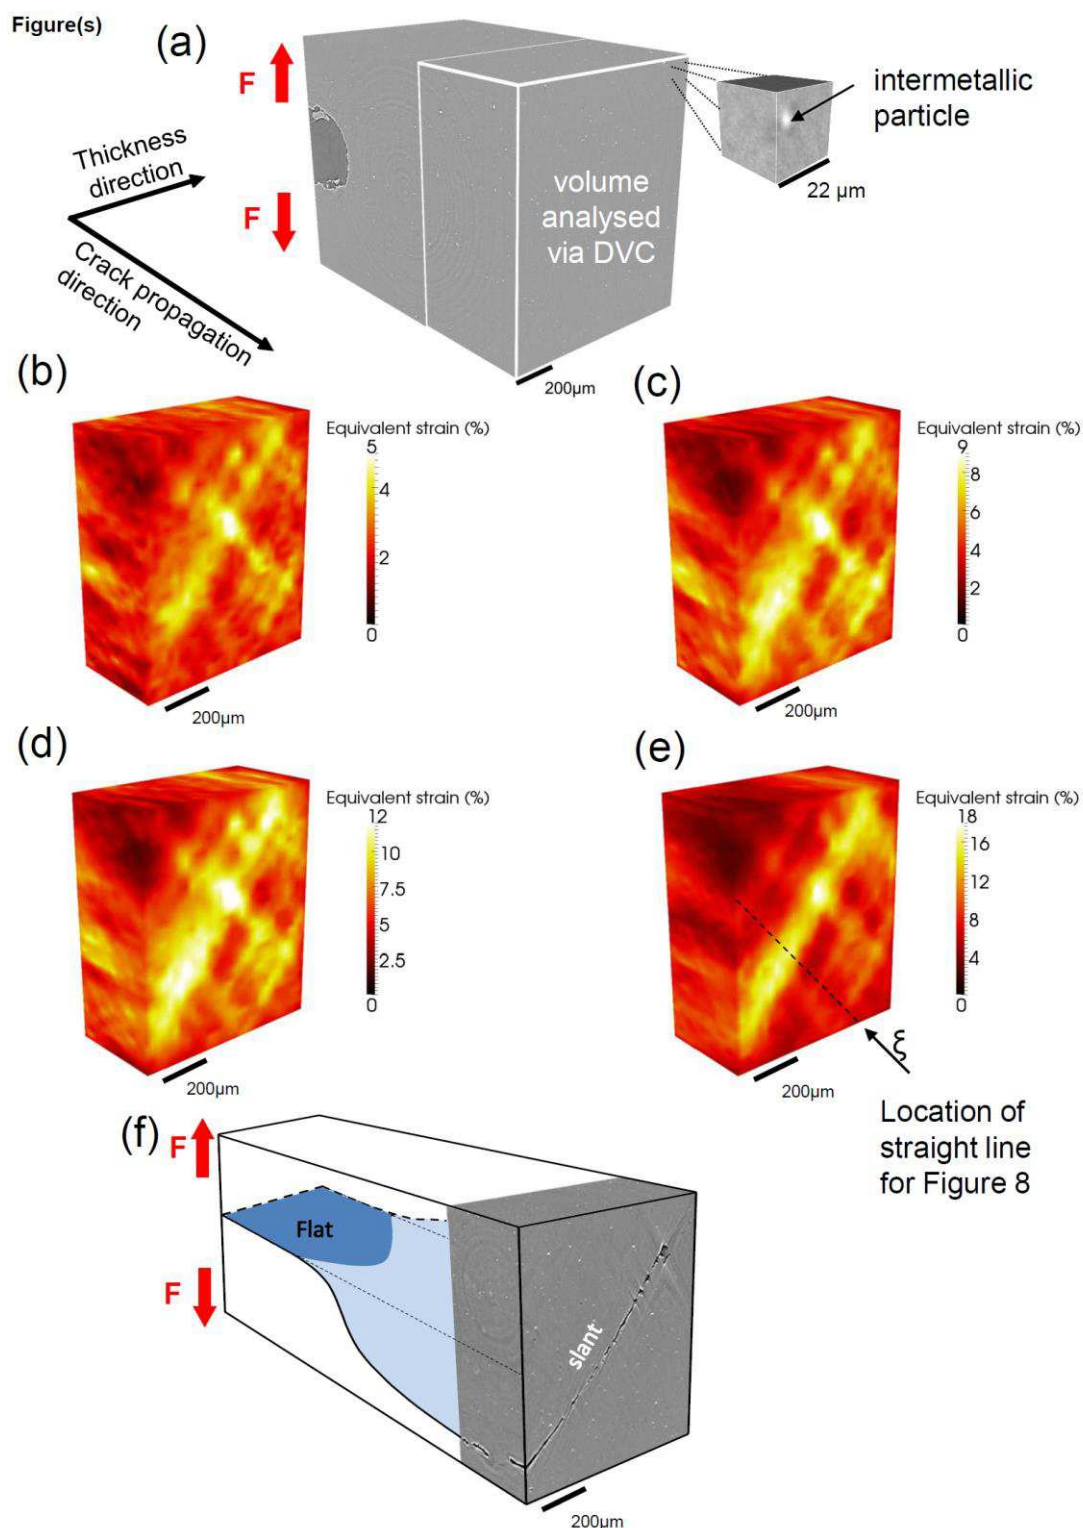 Figure(s)
(a)
F
F
Thickness
direction
Crack propagation
direction
volume
analysed
via DVC
intermetallic
particle
22 µm
200µm
(b)
Equivalent strain (%)
5
4
2
0
200µm
(c)
Equivalent strain (%)
9
8
6
4
2
0
200µm
(d)
Equivalent strain (%)
12
10
7.5
5
2.5
0
200µm
(e)
Equivalent strain (%)
18
16
12
8
4
0
200µm
ξ
Location of
straight line
for Figure 8
(f)
F
F
Flat
slant
200µm